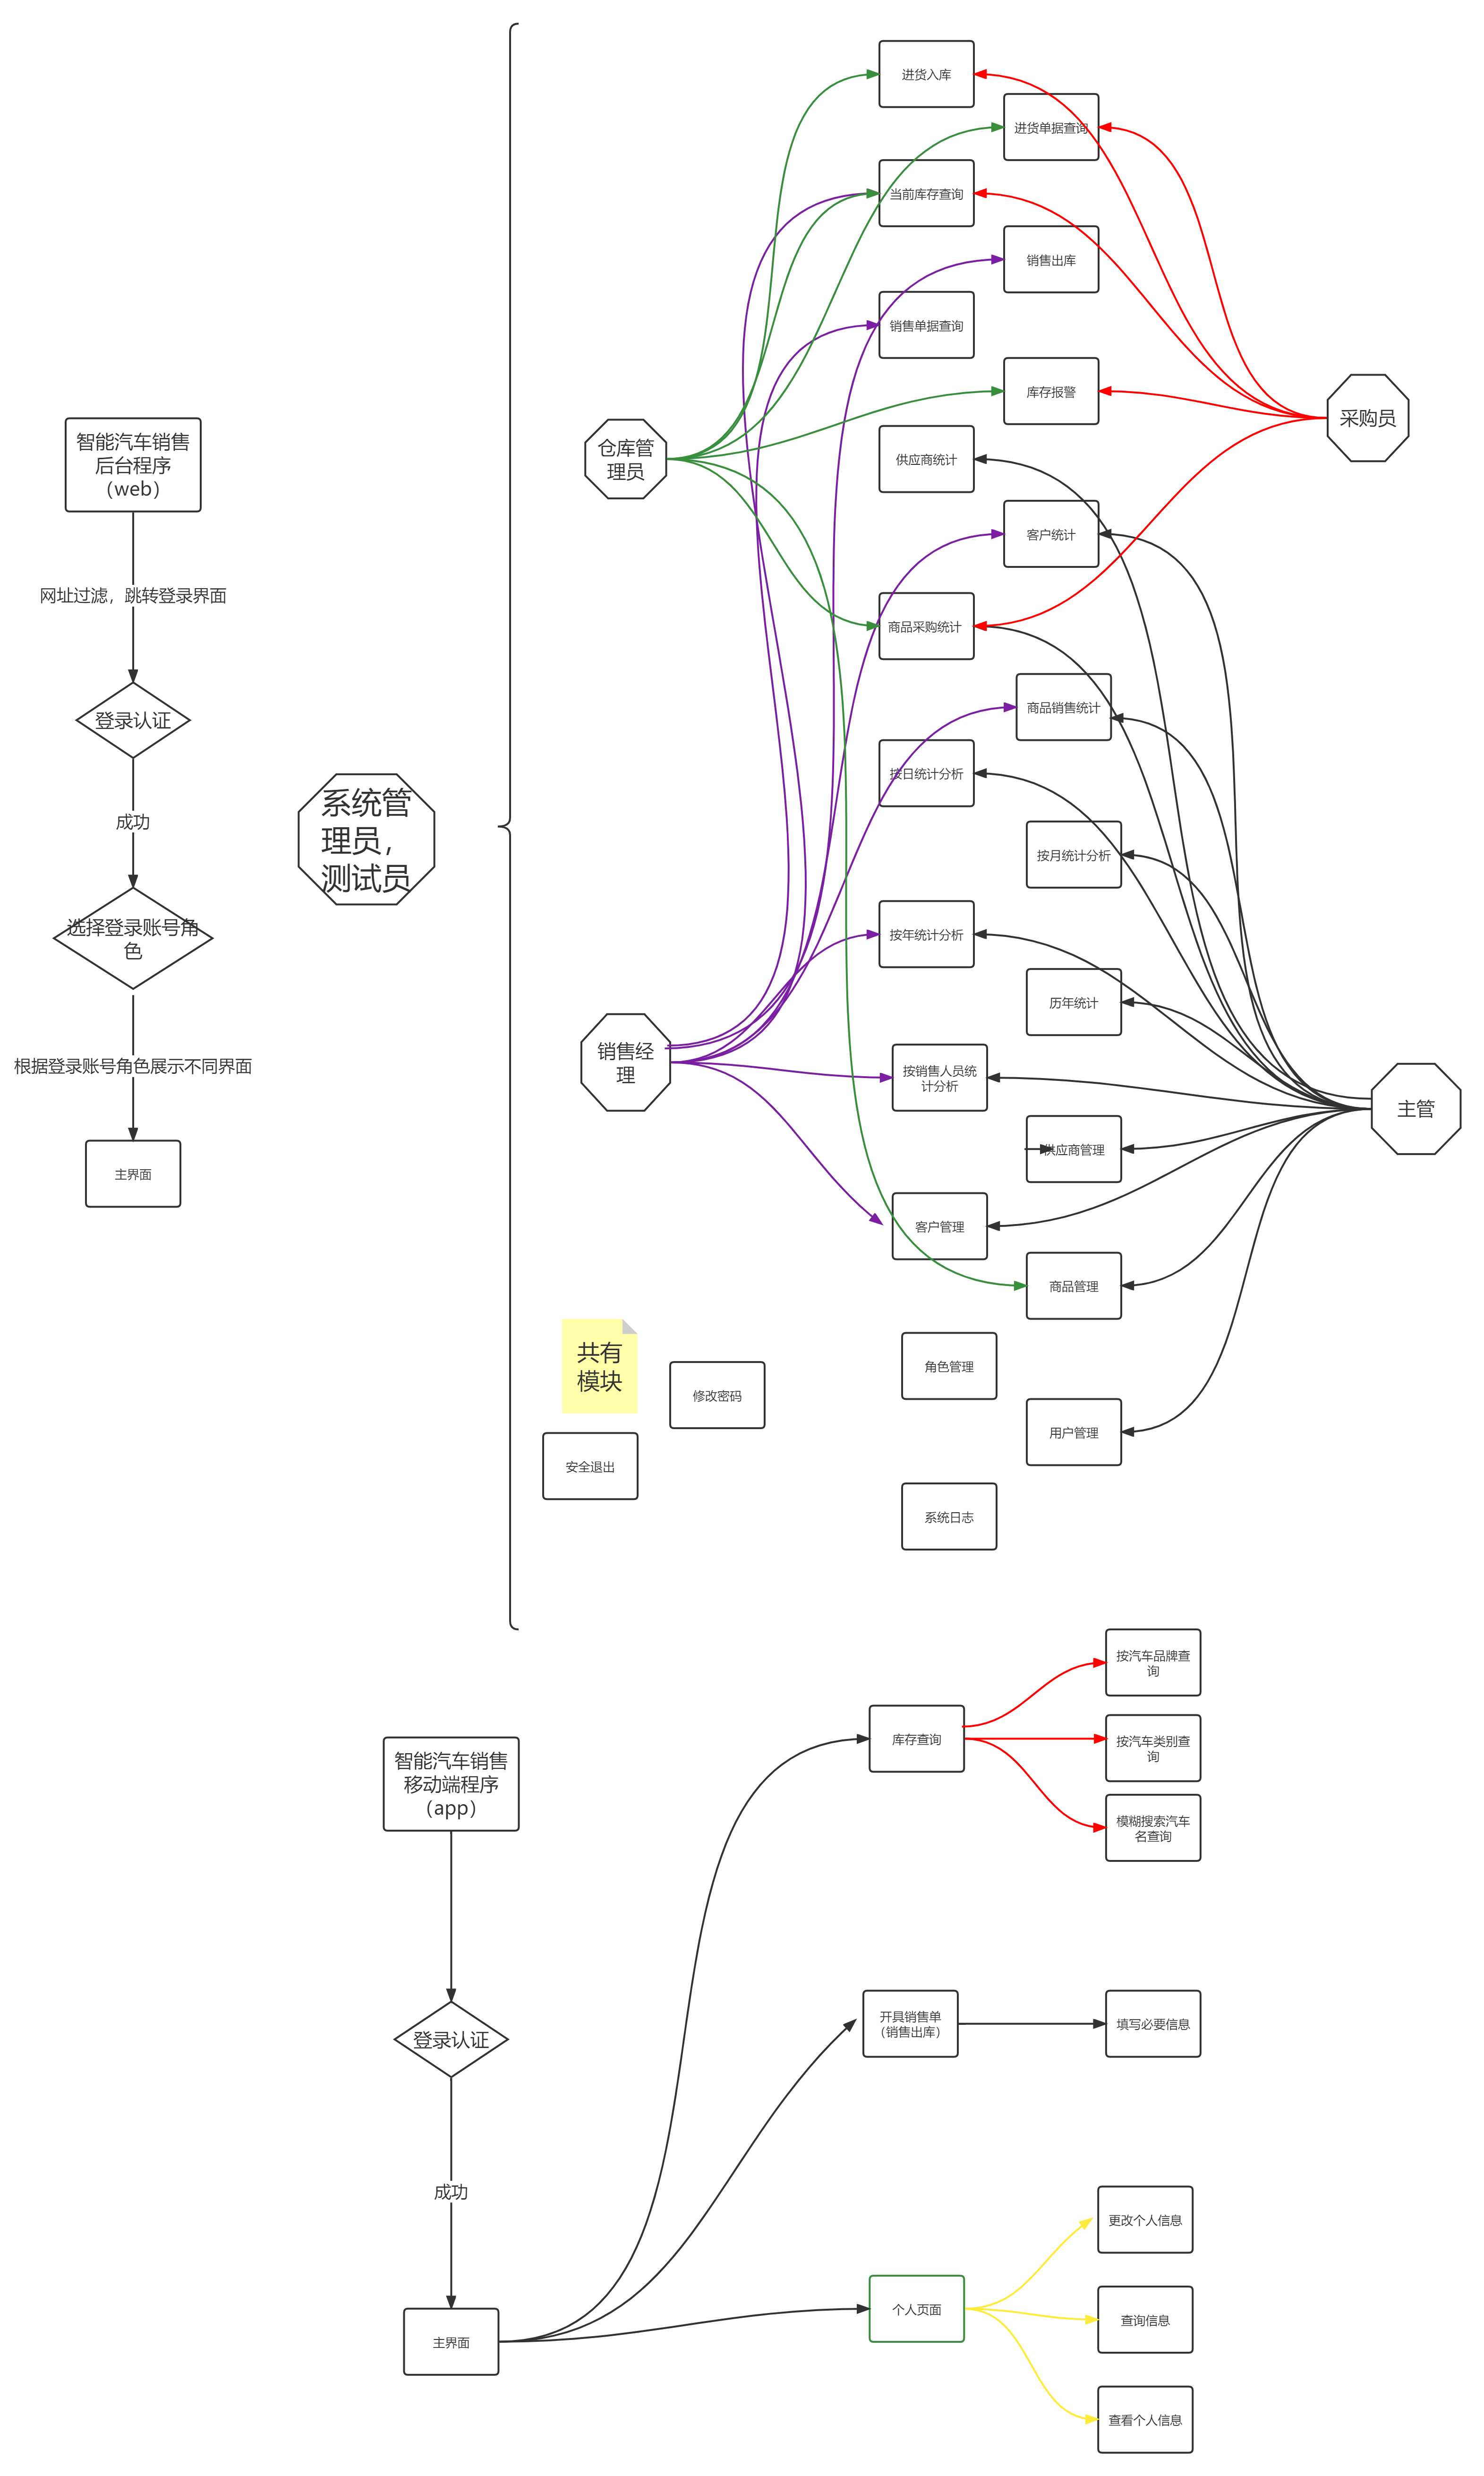 进货入库
进货单据查询
当前库存查询
销售出库
销售单据查询
库存报警
采购员
仓库管
理员
供应商统计
智能汽车销售
后台程序
（web）
客户统计
网址过滤，跳转登录界面
商品采购统计
登录认证
商品销售统计
按日统计分析
系统管
理员，
测试员
成功
按月统计分析
选择登录账号角
色
按年统计分析
历年统计
销售经
理
根据登录账号角色展示不同界面
按销售人员统
计分析
主管
供应商管理
主界面
客户管理
商品管理
共有
模块
角色管理
修改密码
用户管理
安全退出
系统日志
按汽车品牌查
询
库存查询
按汽车类别查
询
智能汽车销售
移动端程序
（app）
模糊搜索汽车
名查询
开具销售单
（销售出库）
填写必要信息
登录认证
成功
更改个人信息
个人页面
查询信息
主界面
查看个人信息